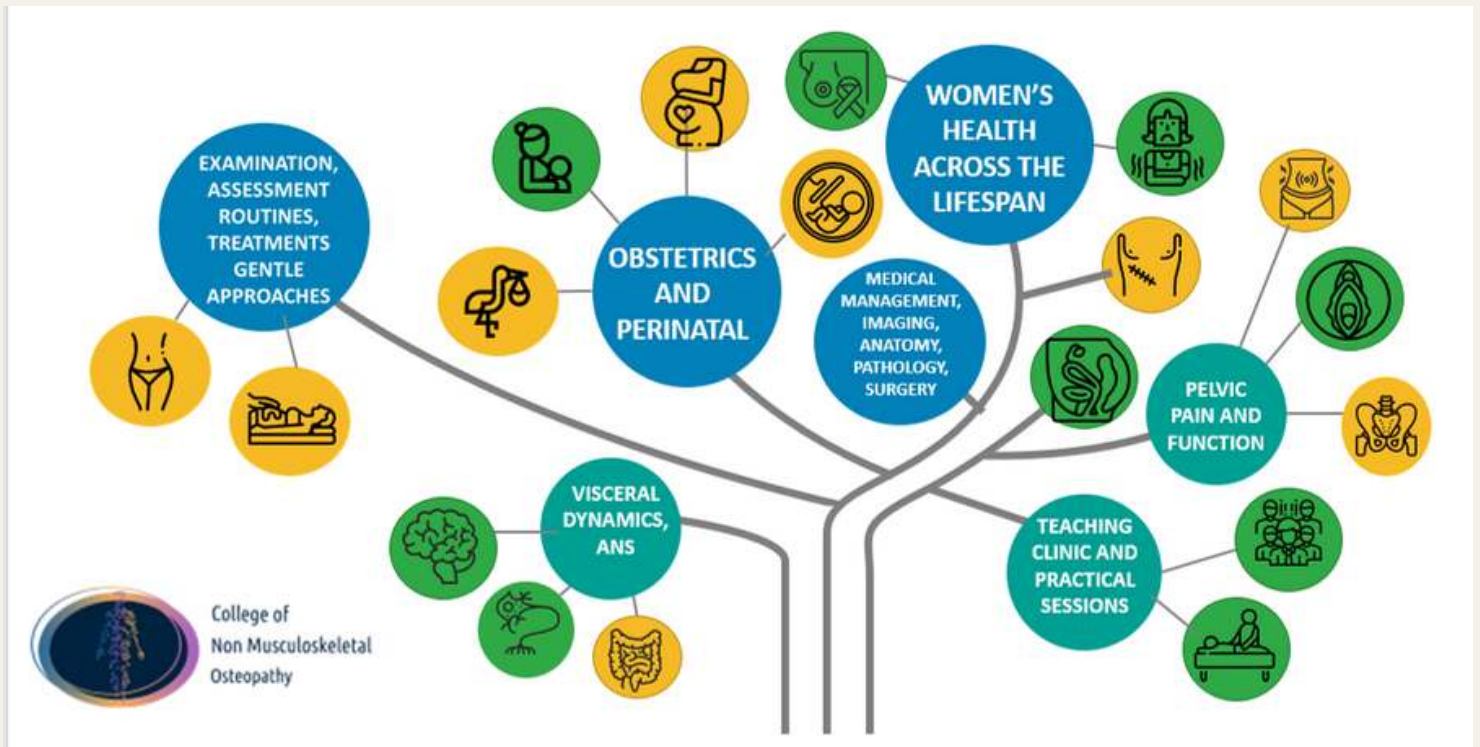 EXAMINATION,
ASSESSMENT
ROUTINES,
TREATMENTS
GENTLE
APPROACHES
OBSTETRICS
AND
PERINATAL
WOMEN'S
HEALTH
ACROSS THE
LIFESPAN
MEDICAL
MANAGEMENT,
IMAGING,
ANATOMY,
PATHOLOGY,
SURGERY
PELVIC
PAIN AND
FUNCTION
VISCERAL
DYNAMICS,
ANS
TEACHING
CLINIC AND
PRACTICAL
SESSIONS
College of
Non Musculoskeletal
Osteopathy